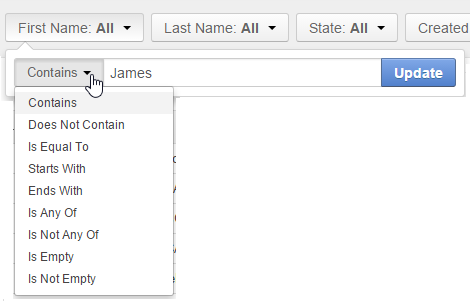 First Name: All Last Name: All State: All Created
Contains James Update
Contains
Does Not Contain
Is Equal To
Starts With
Ends With
Is Any Of
Is Not Any Of
Is Empty
Is Not Empty